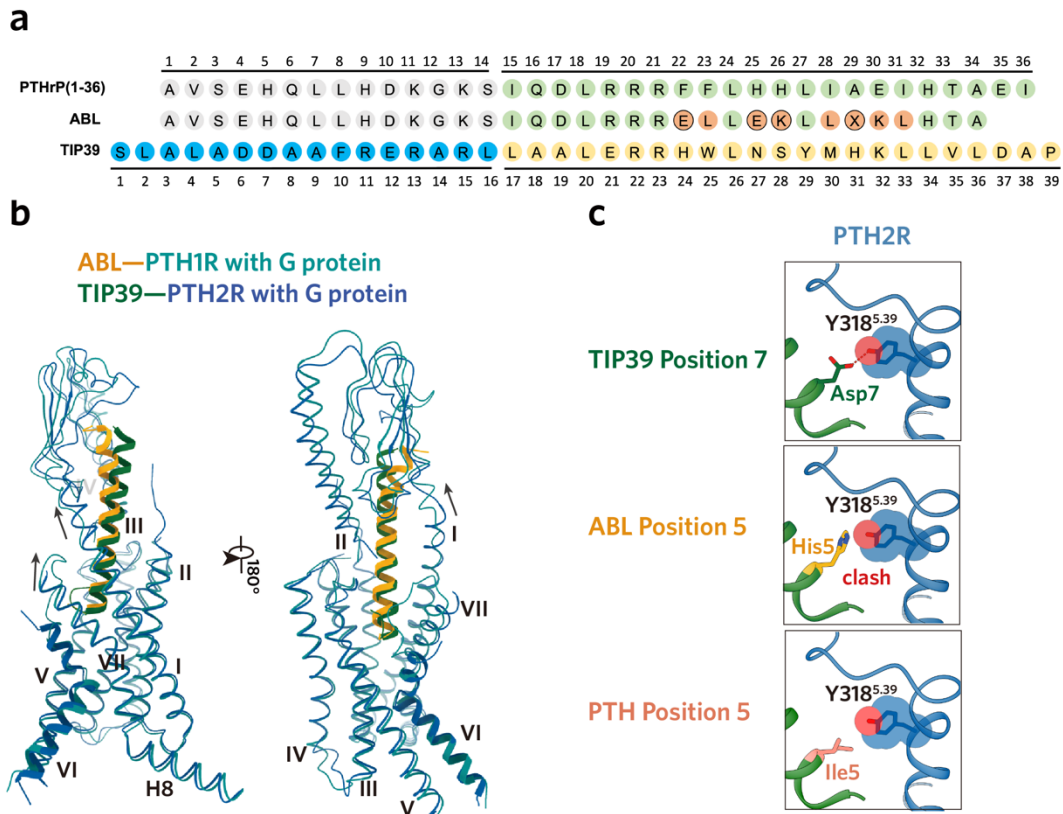 a
1 2 3 4 5 6 7 8 9 10 11 12 13 14 15 16 17 18 19 20 21 22 23 24 25 26 27 28 29 30 31 32 33 34 35 36
PTHrP(1-36) A V S E H Q L L H D K G K S I Q D L R R R F F L H H L I A E I H T A E I
ABL A V S E H Q L L H D K G K S I Q D L R R R E L L E K L L X K L H T A
TIP39 S L A L A D D A A F R E R A R L L A A L E R R H W L N S Y M H K L L V L D A P
1 2 3 4 5 6 7 8 9 10 11 12 13 14 15 16 17 18 19 20 21 22 23 24 25 26 27 28 29 30 31 32 33 34 35 36 37 38 39
b
ABL—PTH1R with G protein
TIP39—PTH2R with G protein
IV
III
II
V
VII
I
VI
H8
180°
II
I
VII
IV
III
V
VI
c
PTH2R
TIP39 Position 7
Y3185.39
Asp7
ABL Position 5
Y3185.39
His5
clash
PTH Position 5
Y3185.39
Ile5